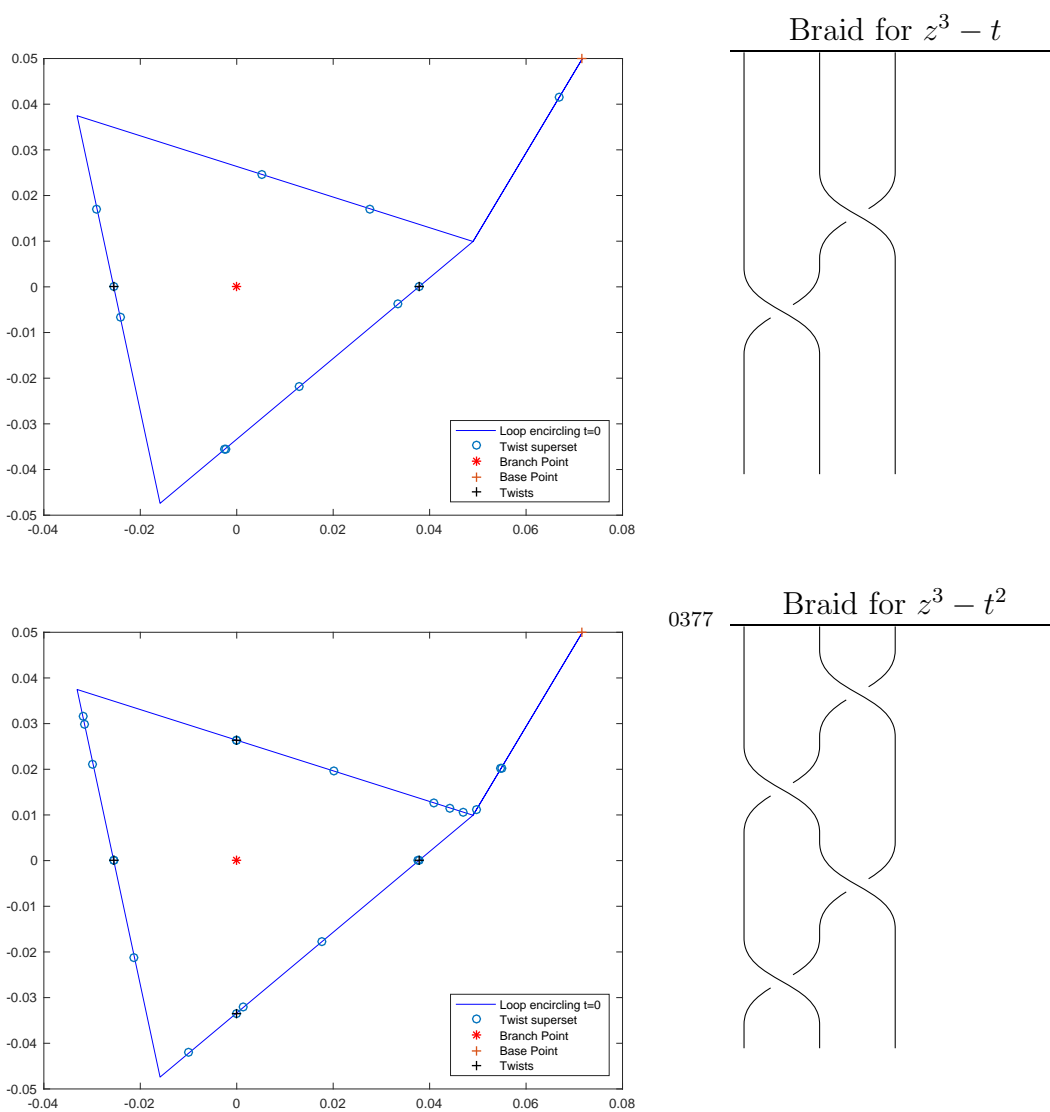 Braid for z³ − t
0.05
0.04
0.03
0.02
0.01
0
-0.01
-0.02
-0.03
-0.04
-0.05
-0.04 -0.02 0 0.02 0.04 0.06 0.08
Loop encircling t=0
Twist superset
Branch Point
Base Point
Twists
0377 Braid for z³ − t²
0.05
0.04
0.03
0.02
0.01
0
-0.01
-0.02
-0.03
-0.04
-0.05
-0.04 -0.02 0 0.02 0.04 0.06 0.08
Loop encircling t=0
Twist superset
Branch Point
Base Point
Twists